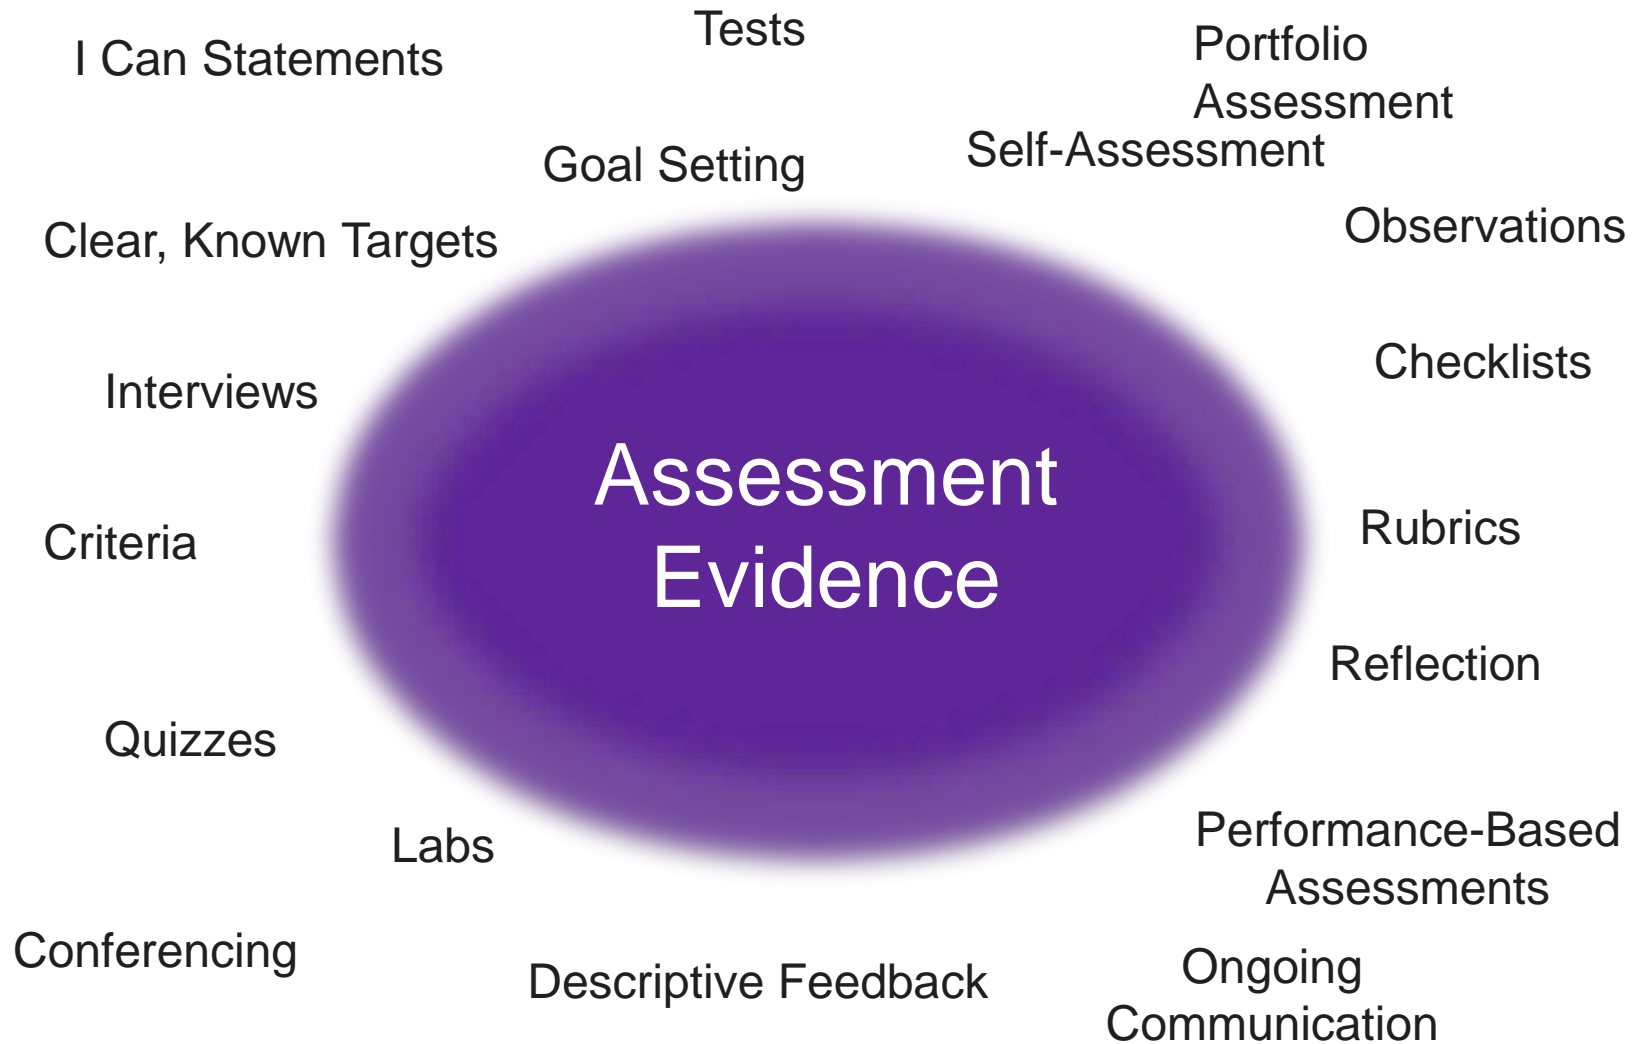 Tests
I Can Statements
Portfolio
Assessment
Self-Assessment
Goal Setting
Clear, Known Targets
Observations
Checklists
Interviews
Assessment
Evidence
Criteria
Rubrics
Reflection
Quizzes
Labs
Performance-Based
Assessments
Conferencing
Descriptive Feedback
Ongoing
Communication